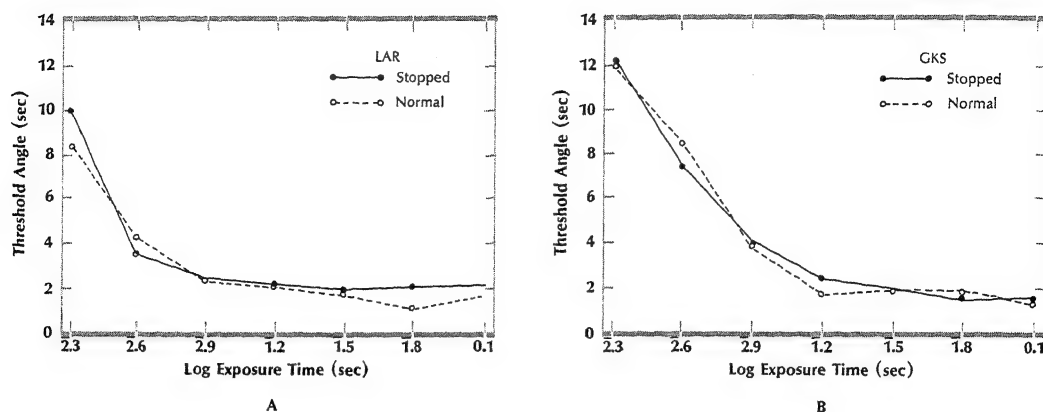 14
12
10
8
6
4
2
0
Threshold Angle (sec)
LAR
Stopped
Normal
2.3 2.6 2.9 1.2 1.5 1.8 0.1
Log Exposure Time (sec)
A
14
12
10
8
6
4
2
0
Threshold Angle (sec)
GKS
Stopped
Normal
2.3 2.6 2.9 1.2 1.5 1.8 0.1
Log Exposure Time (sec)
B